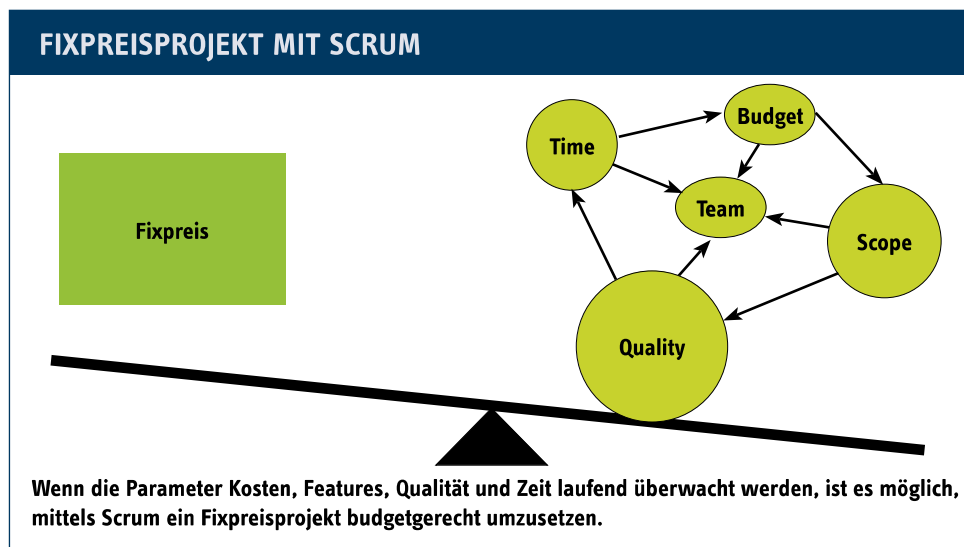 FIXPREISPROJEKT MIT SCRUM
Fixpreis
Time
Budget
Team
Scope
Quality
Wenn die Parameter Kosten, Features, Qualität und Zeit laufend überwacht werden, ist es möglich,
mittels Scrum ein Fixpreisprojekt budgetgerecht umzusetzen.